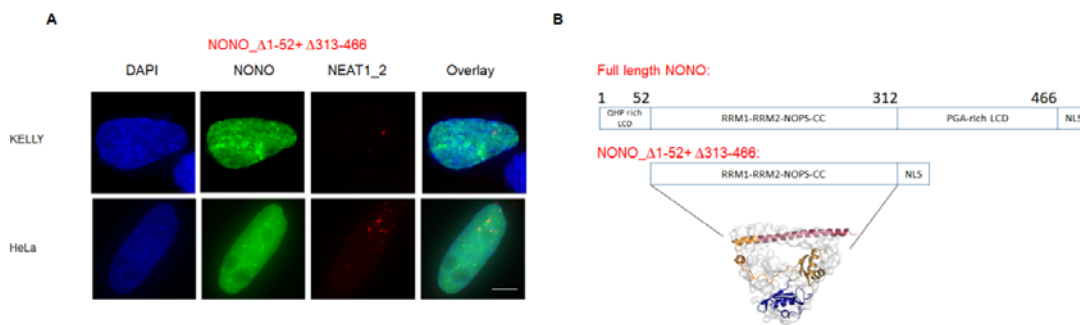 A
NONO_Δ1-52+ Δ313-466
DAPI NONO NEAT1_2 Overlay
KELLY
HeLa
B
Full length NONO:
1 52 312 466
QHP rich
LCD
RRM1-RRM2-NOPS-CC
PGA-rich LCD
NLS
NONO_Δ1-52+ Δ313-466:
RRM1-RRM2-NOPS-CC
NLS